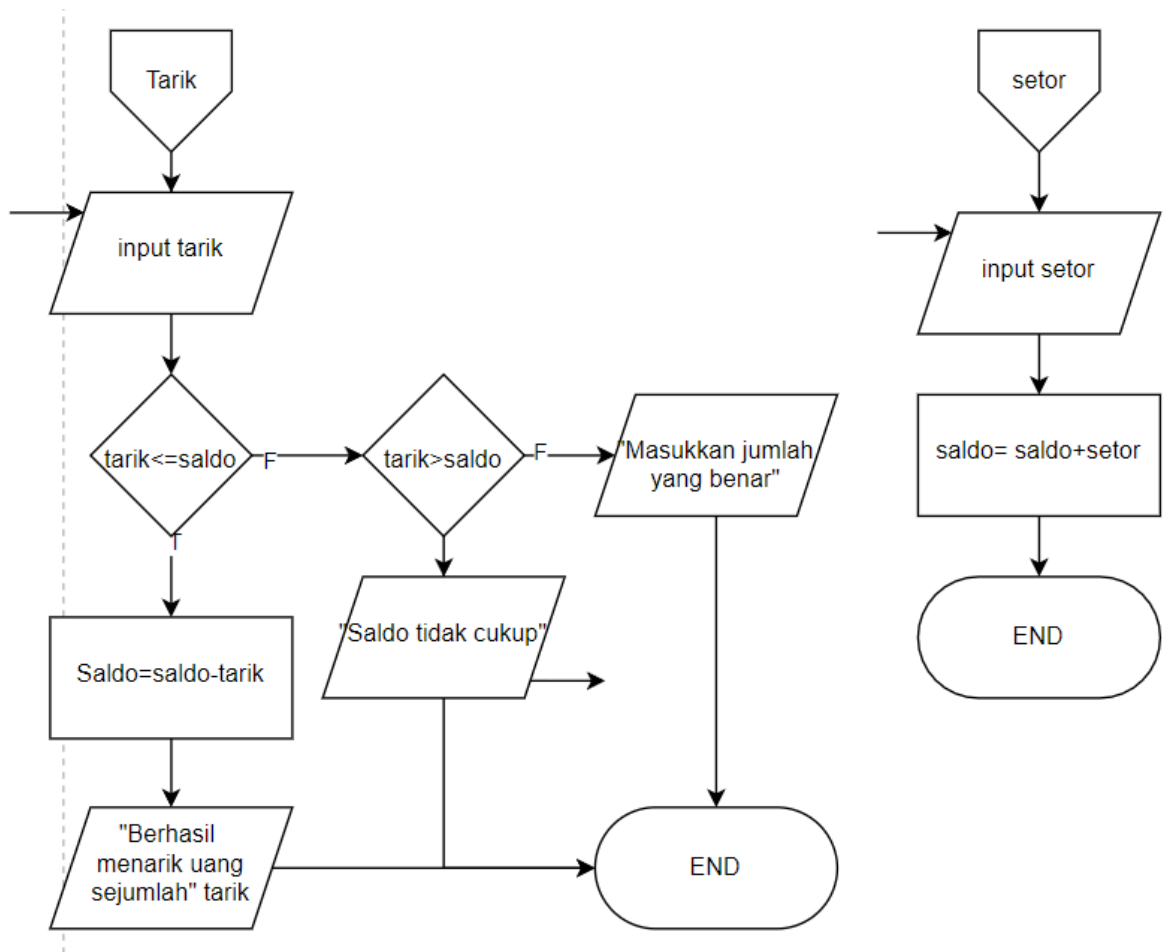 Tarik
input tarik
tarik<=saldo
F
T
tarik>saldo
F
"Masukkan jumlah
yang benar"
Saldo=saldo-tarik
"Saldo tidak cukup"
"Berhasil
menarik uang
sejumlah" tarik
END
setor
input setor
saldo= saldo+setor
END